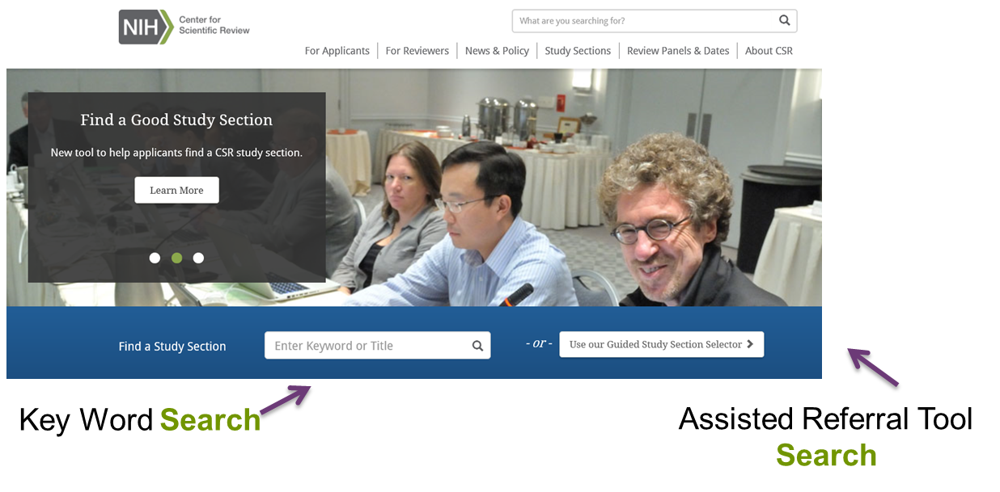 NIH
Center for
Scientific Review
What are you searching for?
For Applicants
For Reviewers
News & Policy
Study Sections
Review Panels & Dates
About CSR
Find a Good Study Section
New tool to help applicants find a CSR study section.
Learn More
Find a Study Section
Enter Keyword or Title
- or -
Use our Guided Study Section Selector
Key Word Search
Assisted Referral Tool
Search